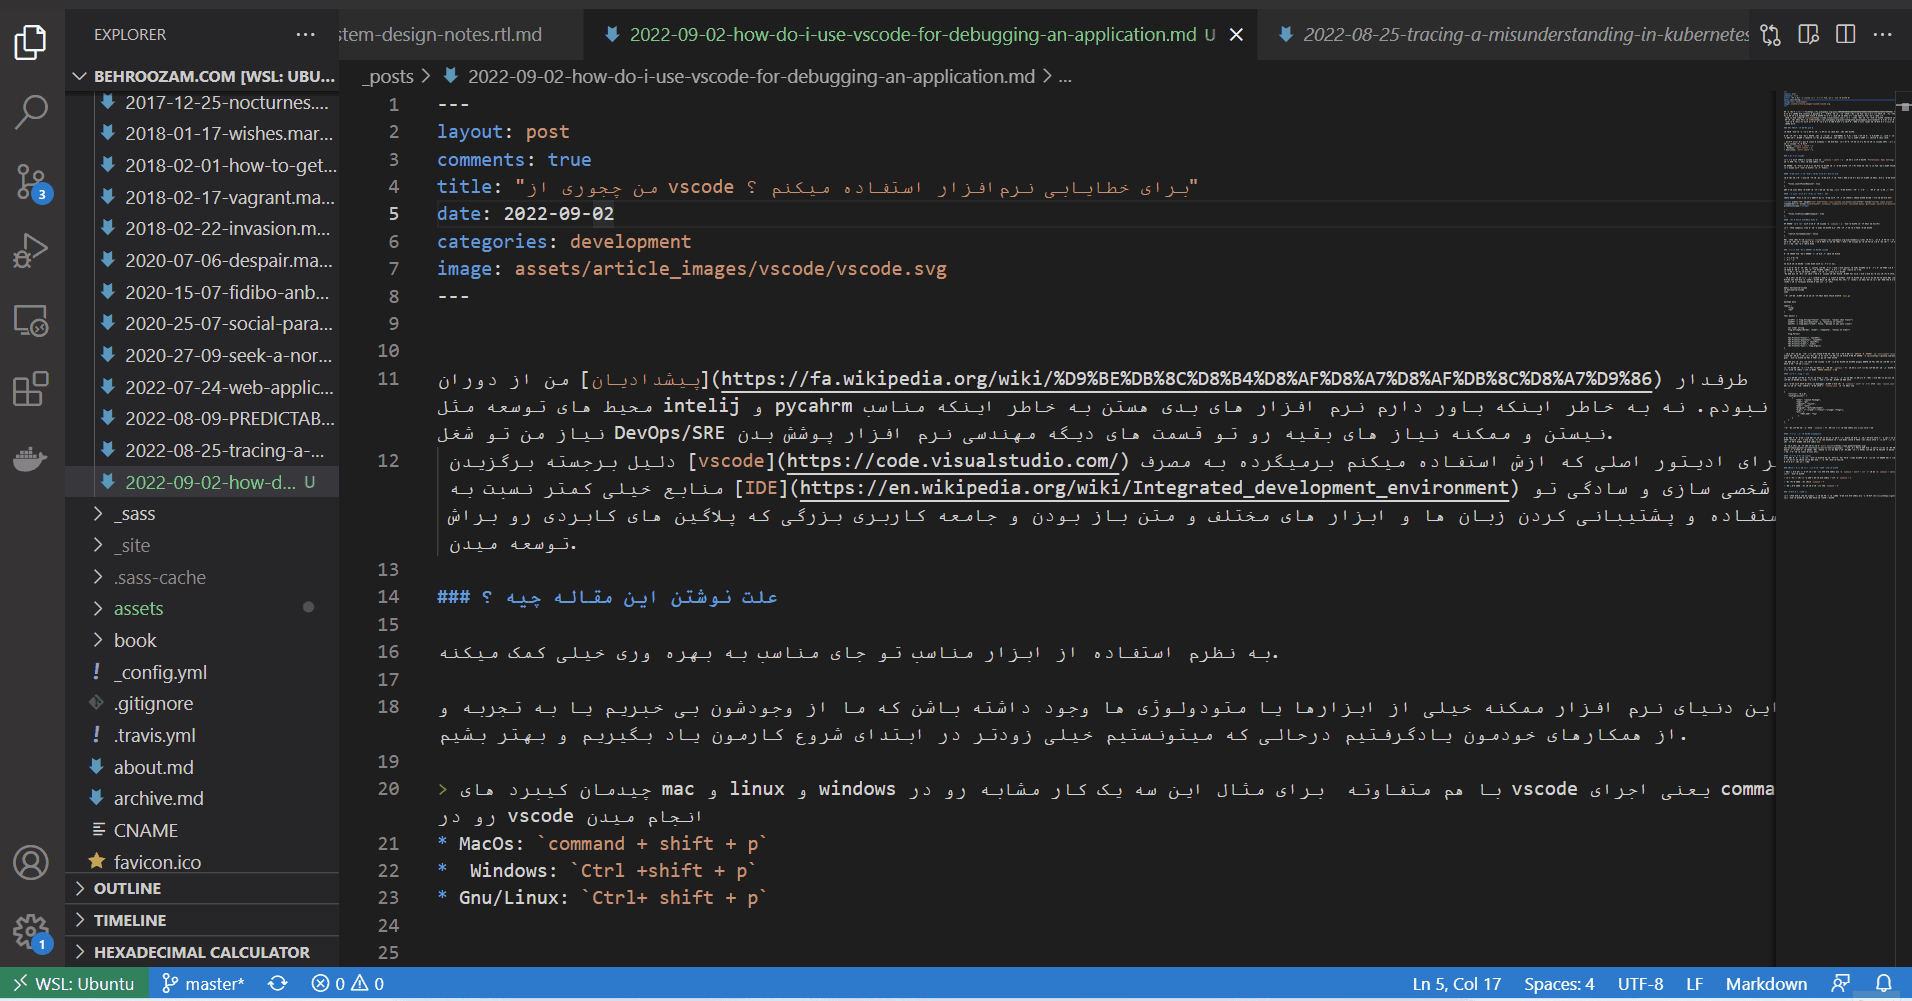 EXPLORER
stem-design-notes.rtl.md
2022-09-02-how-do-i-use-vscode-for-debugging-an-application.md U
2022-08-25-tracing-a-misunderstanding-in-kubernetes
BEHROOZAM.COM [WSL: UBU...
2017-12-25-nocturnes....
2018-01-17-wishes.mar...
2018-02-01-how-to-get...
2018-02-17-vagrant.ma...
2018-02-22-invasion.m...
2020-07-06-despair.ma...
2020-15-07-fidibo-anb...
2020-25-07-social-para...
2020-27-09-seek-a-nor...
2022-07-24-web-applic...
2022-08-09-PREDICTAB...
2022-08-25-tracing-a-...
2022-09-02-how-d... U
_sass
_site
.sass-cache
assets
book
_config.yml
.gitignore
.travis.yml
about.md
archive.md
CNAME
favicon.ico
OUTLINE
TIMELINE
HEXADECIMAL CALCULATOR
_posts > 2022-09-02-how-do-i-use-vscode-for-debugging-an-application.md > ...
1 ---
2 layout: post
3 comments: true
4 title: "من چجوری از vscode برای خطایابی نرم‌افزار استفاده میکنم ؟"
5 date: 2022-09-02
6 categories: development
7 image: assets/article_images/vscode/vscode.svg
8 ---
9
10
11 من از دوران [پیشدادیان](https://fa.wikipedia.org/wiki/%D9%BE%DB%8C%D8%B4%D8%AF%D8%A7%D8%AF%DB%8C%D8%A7%D9%86) طرفدار
محیط های توسعه مثل intelij و pycahrm نبودم. نه به خاطر اینکه باور دارم نرم افزار های بدی هستن به خاطر اینکه مناسب
نیاز من تو شغل DevOps/SRE نیستن و ممکنه نیاز های بقیه رو تو قسمت های دیگه مهندسی نرم افزار پوشش بدن.
12 دلیل برجسته برگزیدن [vscode](https://code.visualstudio.com/) رای ادیتور اصلی که ازش استفاده میکنم برمیگرده به مصرف
منابع خیلی کمتر نسبت به [IDE](https://en.wikipedia.org/wiki/Integrated_development_environment) شخصی سازی و سادگی تو
ستفاده و پشتیبانی کردن زبان ها و ابزار های مختلف و متن باز بودن و جامعه کاربری بزرگی که پلاگین های کابردی رو براش
توسعه میدن.
13
14 ### علت نوشتن این مقاله چیه ؟
15
16 به نظرم استفاده از ابزار مناسب تو جای مناسب به بهره وری خیلی کمک میکنه.
17
18 این دنیای نرم افزار ممکنه خیلی از ابزارها یا متودولوژی ها وجود داشته باشن که ما از وجودشون بی خبریم یا به تجربه و
از همکارهای خودمون یادگرفتیم درحالی که میتونستیم خیلی زودتر در ابتدای شروع کارمون یاد بگیریم و بهتر بشیم.
19
20 > چیدمان کیبرد های mac و linux و windows با هم متفاوته برای مثال این سه یک کار مشابه رو در vscode یعنی اجرای comma
رو در vscode انجام میدن
21 * MacOs: `command + shift + p`
22 * Windows: `Ctrl +shift + p`
23 * Gnu/Linux: `Ctrl+ shift + p`
24
25
3
1
WSL: Ubuntu master* 0 0 Ln 5, Col 17 Spaces: 4 UTF-8 LF Markdown